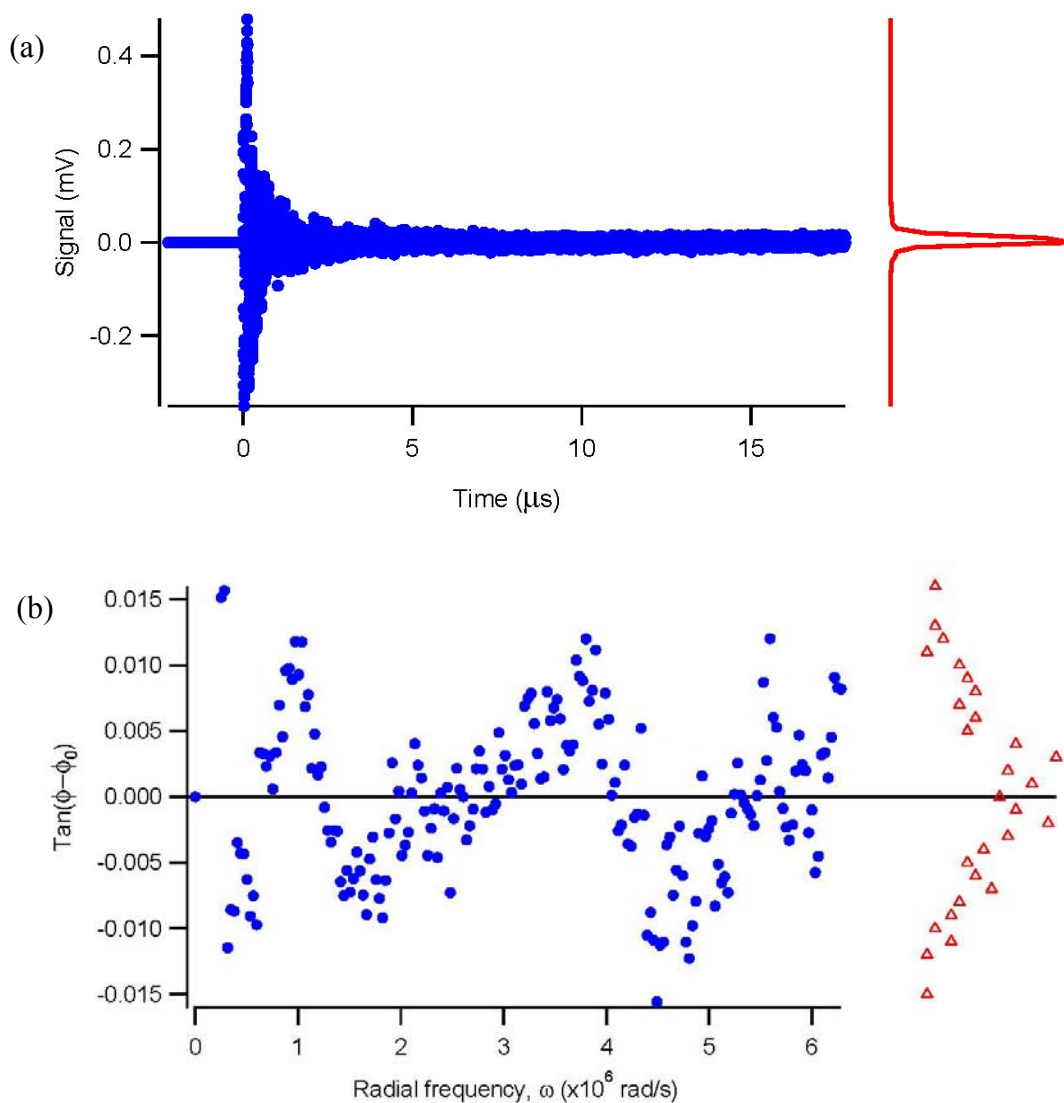 (a)
0.4
0.2
0.0
-0.2
Signal (mV)
0 5 10 15
Time (μs)
(b)
0.015
0.010
0.005
0.000
-0.005
-0.010
-0.015
Tan(ϕ–ϕ₀)
0 1 2 3 4 5 6
Radial frequency, ω (x10⁶ rad/s)